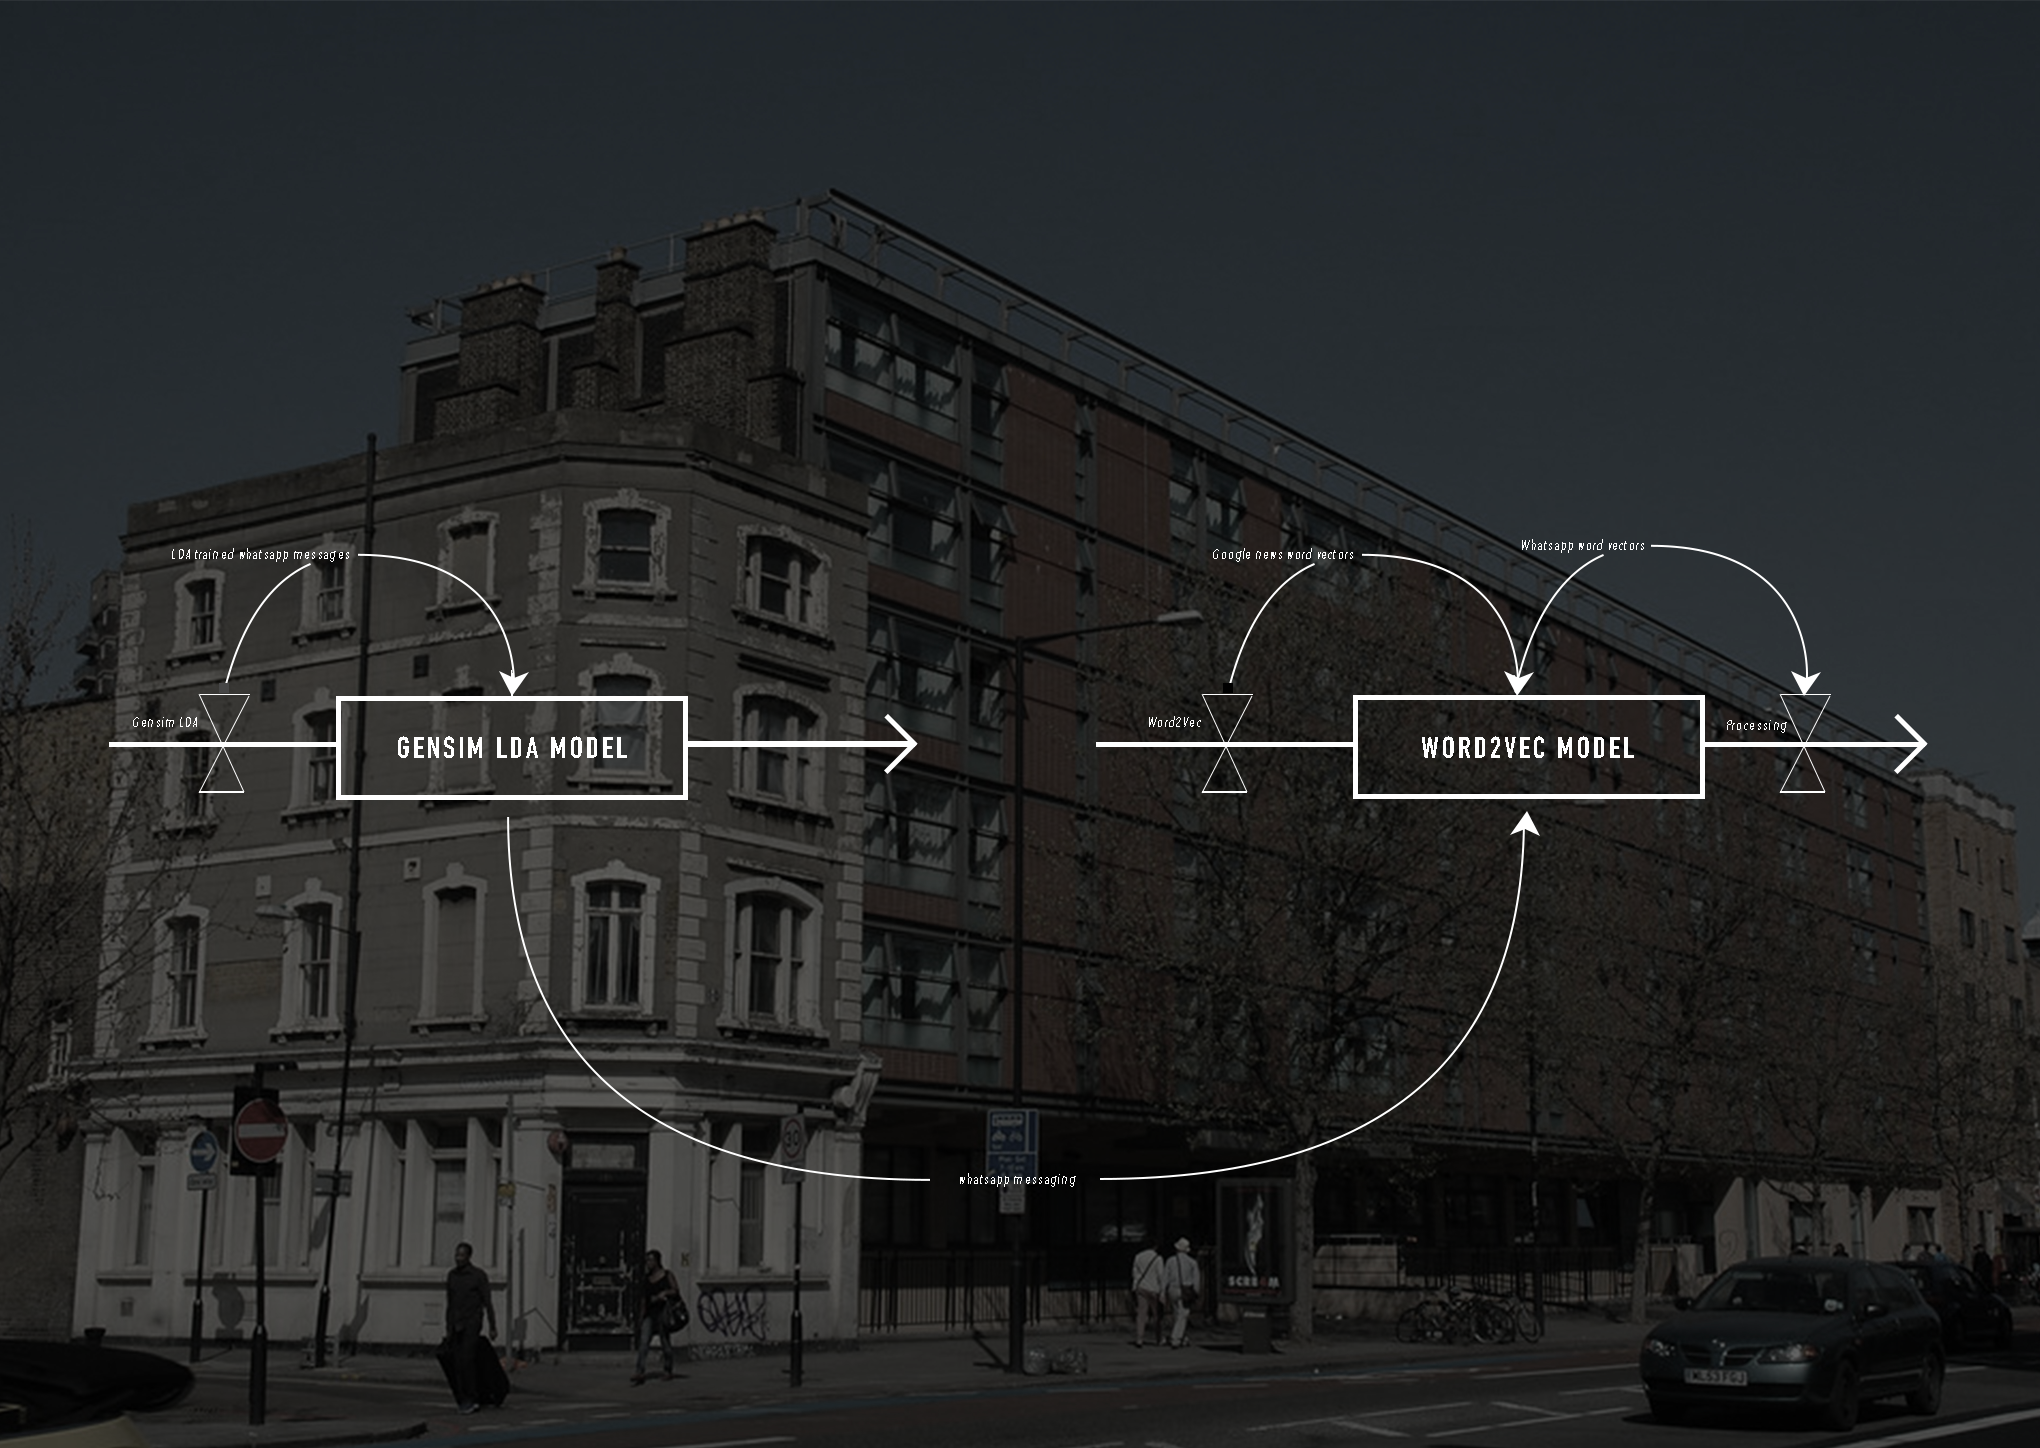 LDA trained whatsapp messages
Google news word vectors
Whatsapp word vectors
Gensim LDA
GENSIM LDA MODEL
Word2Vec
WORD2VEC MODEL
Processing
whatsapp messaging
30
SCRE4M